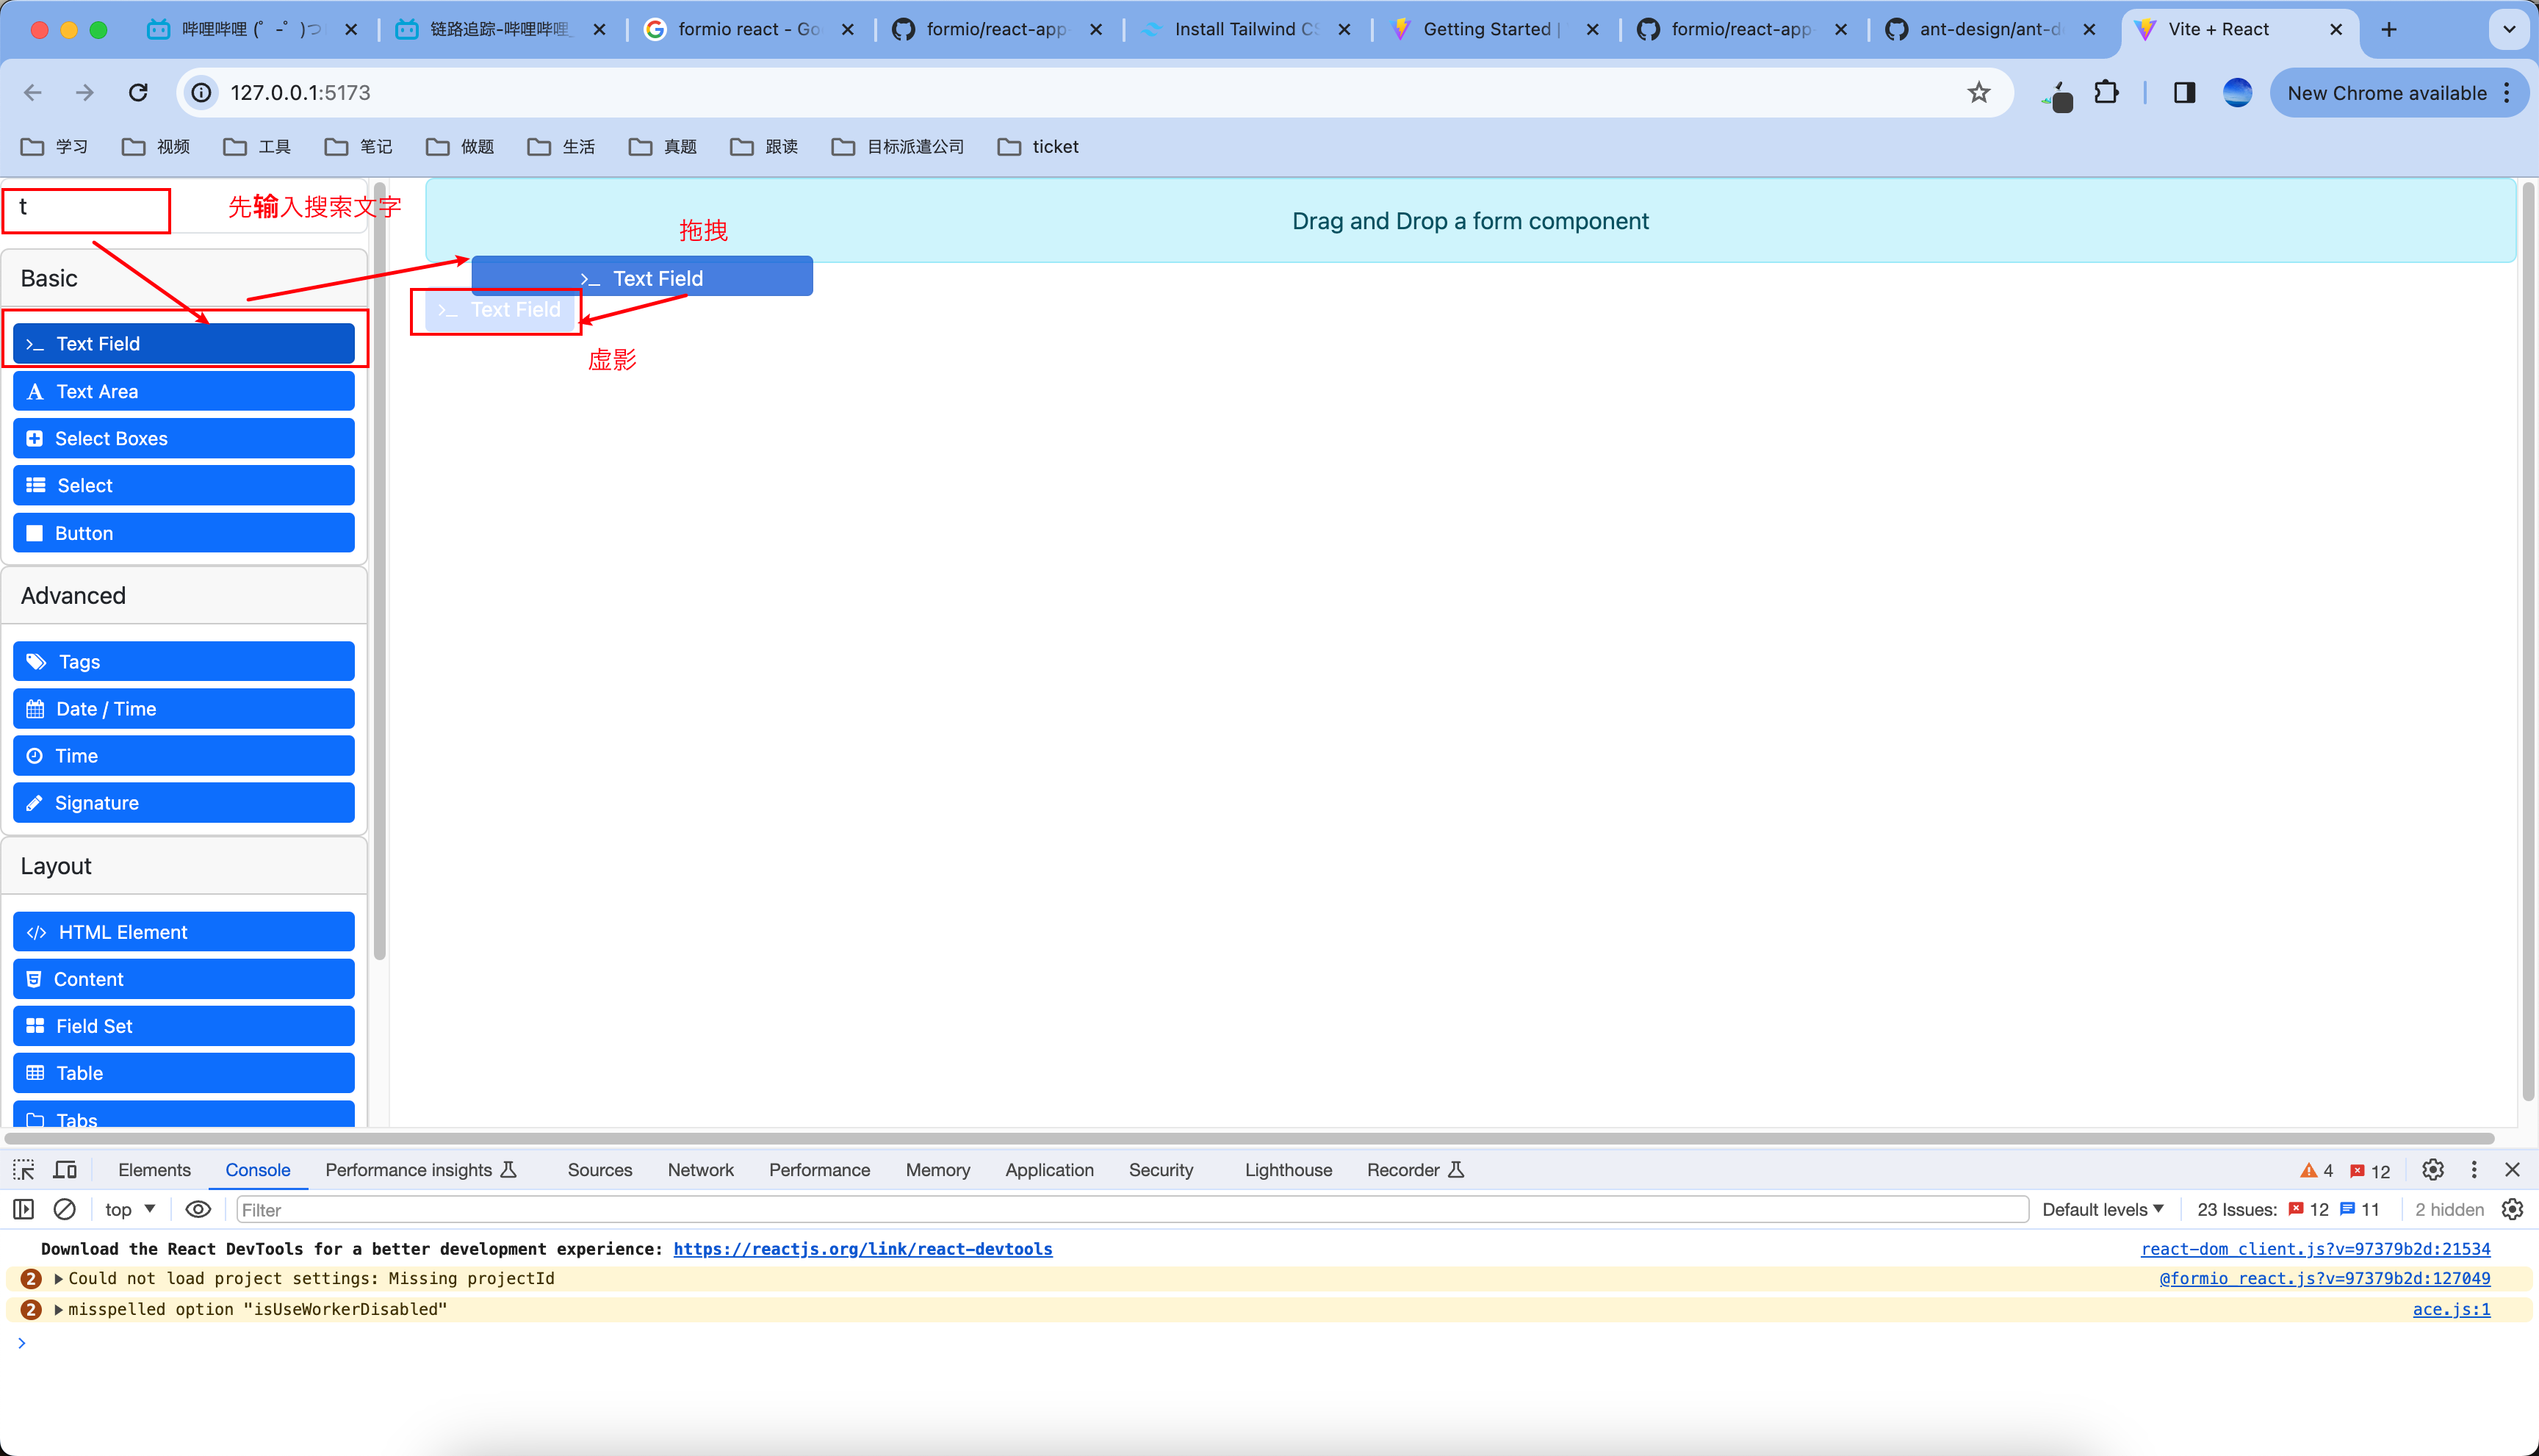 哔哩哔哩 (゜-゜)つ
链路追踪-哔哩哔哩_
formio react - Go
formio/react-app-
Install Tailwind CS
Getting Started |
formio/react-app-
ant-design/ant-de
Vite + React
127.0.0.1:5173
New Chrome available
学习
视频
工具
笔记
做题
生活
真题
跟读
目标派遣公司
ticket
t
先输入搜索文字
拖拽
Drag and Drop a form component
Basic
Text Field
Text Field
虚影
Text Field
Text Area
Select Boxes
Select
Button
Advanced
Tags
Date / Time
Time
Signature
Layout
HTML Element
Content
Field Set
Table
Tabs
Elements
Console
Performance insights
Sources
Network
Performance
Memory
Application
Security
Lighthouse
Recorder
4
12
top
Filter
Default levels
23 Issues:
12
11
2 hidden
Download the React DevTools for a better development experience: https://reactjs.org/link/react-devtools
react-dom_client.js?v=97379b2d:21534
2
Could not load project settings: Missing projectId
@formio_react.js?v=97379b2d:127049
2
misspelled option "isUseWorkerDisabled"
ace.js:1